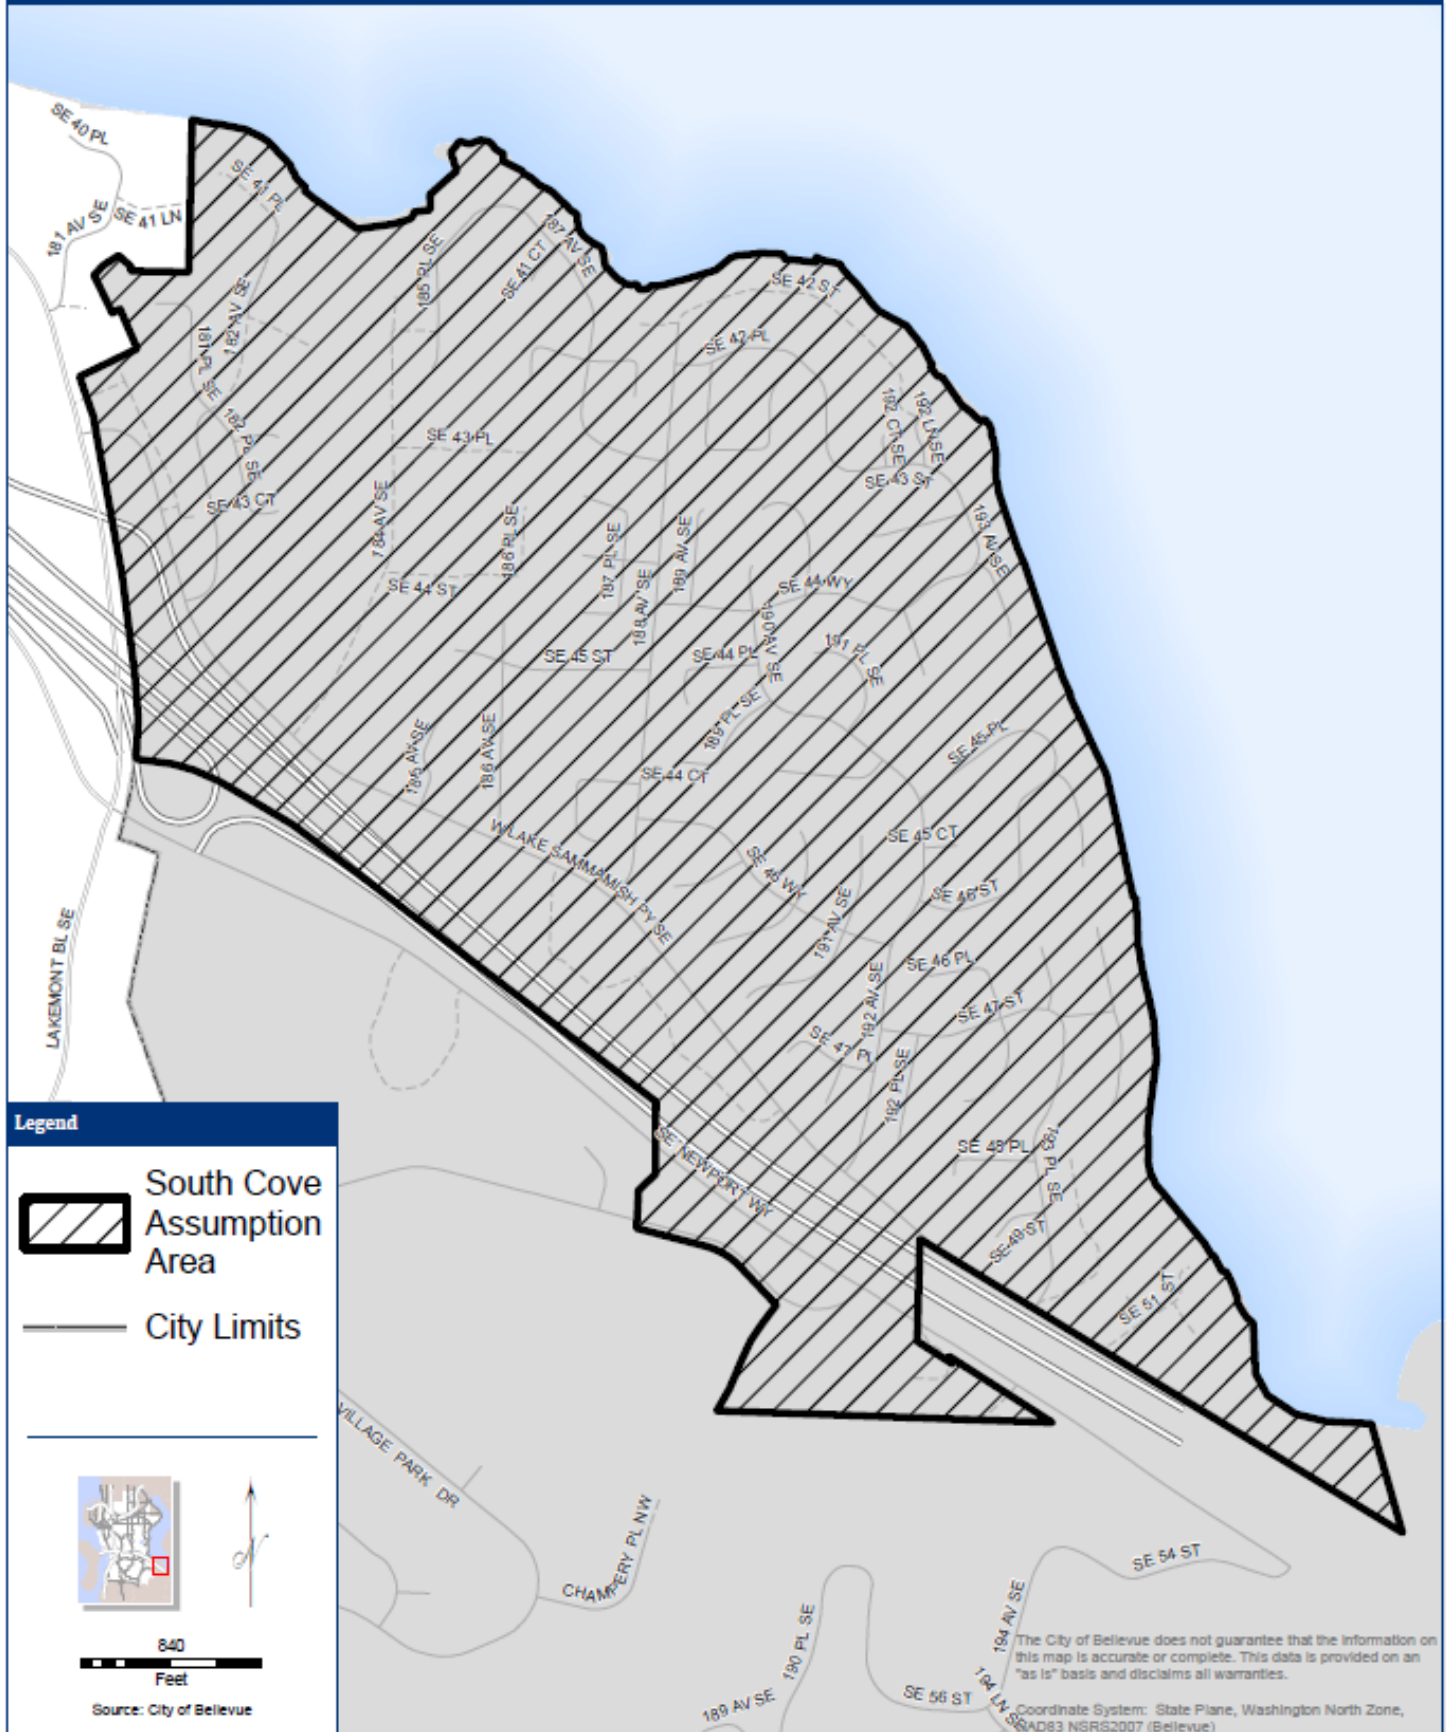 SE 40 PL
181 AV SE
SE 41 LN
SE 41 PL
182 AV SE
181 PL SE
182 PL SE
SE 43 CT
185 PL SE
SE 41 CT
187 AV SE
SE 42 ST
SE 42 PL
192 CT SE
192 LN SE
SE 43 ST
193 AV SE
SE 43 PL
184 AV SE
186 PL SE
SE 44 ST
187 PL SE
188 AV SE
189 AV SE
SE 44 WY
190 AV SE
191 PL SE
SE 45 ST
SE 44 PL
189 PL SE
SE 44 CT
185 AV SE
186 AV SE
SE 45 PL
SE 45 CT
W LAKE SAMMAMISH PY SE
SE 46 WY
191 AV SE
SE 46 ST
SE 46 PL
192 AV SE
SE 47 ST
SE 47 PL
192 PL SE
SE 48 PL
193 PL SE
SE 49 ST
SE 51 ST
LAKEMONT BL SE
SE NEWPORT WY
VILLAGE PARK DR
CHAMPERY PL NW
SE 54 ST
194 AV SE
190 PL SE
189 AV SE
SE 56 ST
194 LN SE
Legend
South Cove
Assumption
Area
City Limits
N
840
Feet
Source: City of Bellevue
The City of Bellevue does not guarantee that the information on
this map is accurate or complete. This data is provided on an
"as is" basis and disclaims all warranties.
Coordinate System: State Plane, Washington North Zone,
NAD83 NSRS2007 (Bellevue)